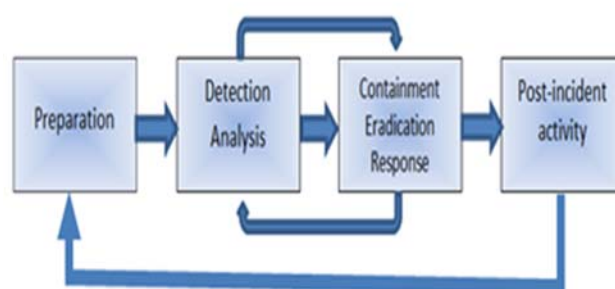 Preparation
Detection
Analysis
Containment
Eradication
Response
Post-incident
activity